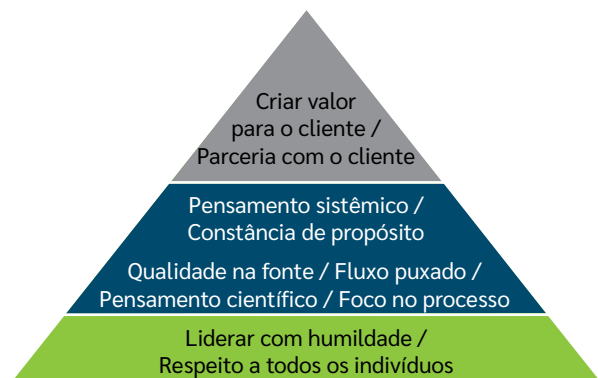 Criar valor
para o cliente /
Parceria com o cliente
Pensamento sistêmico /
Constância de propósito
Qualidade na fonte / Fluxo puxado /
Pensamento científico / Foco no processo
Liderar com humildade /
Respeito a todos os indivíduos